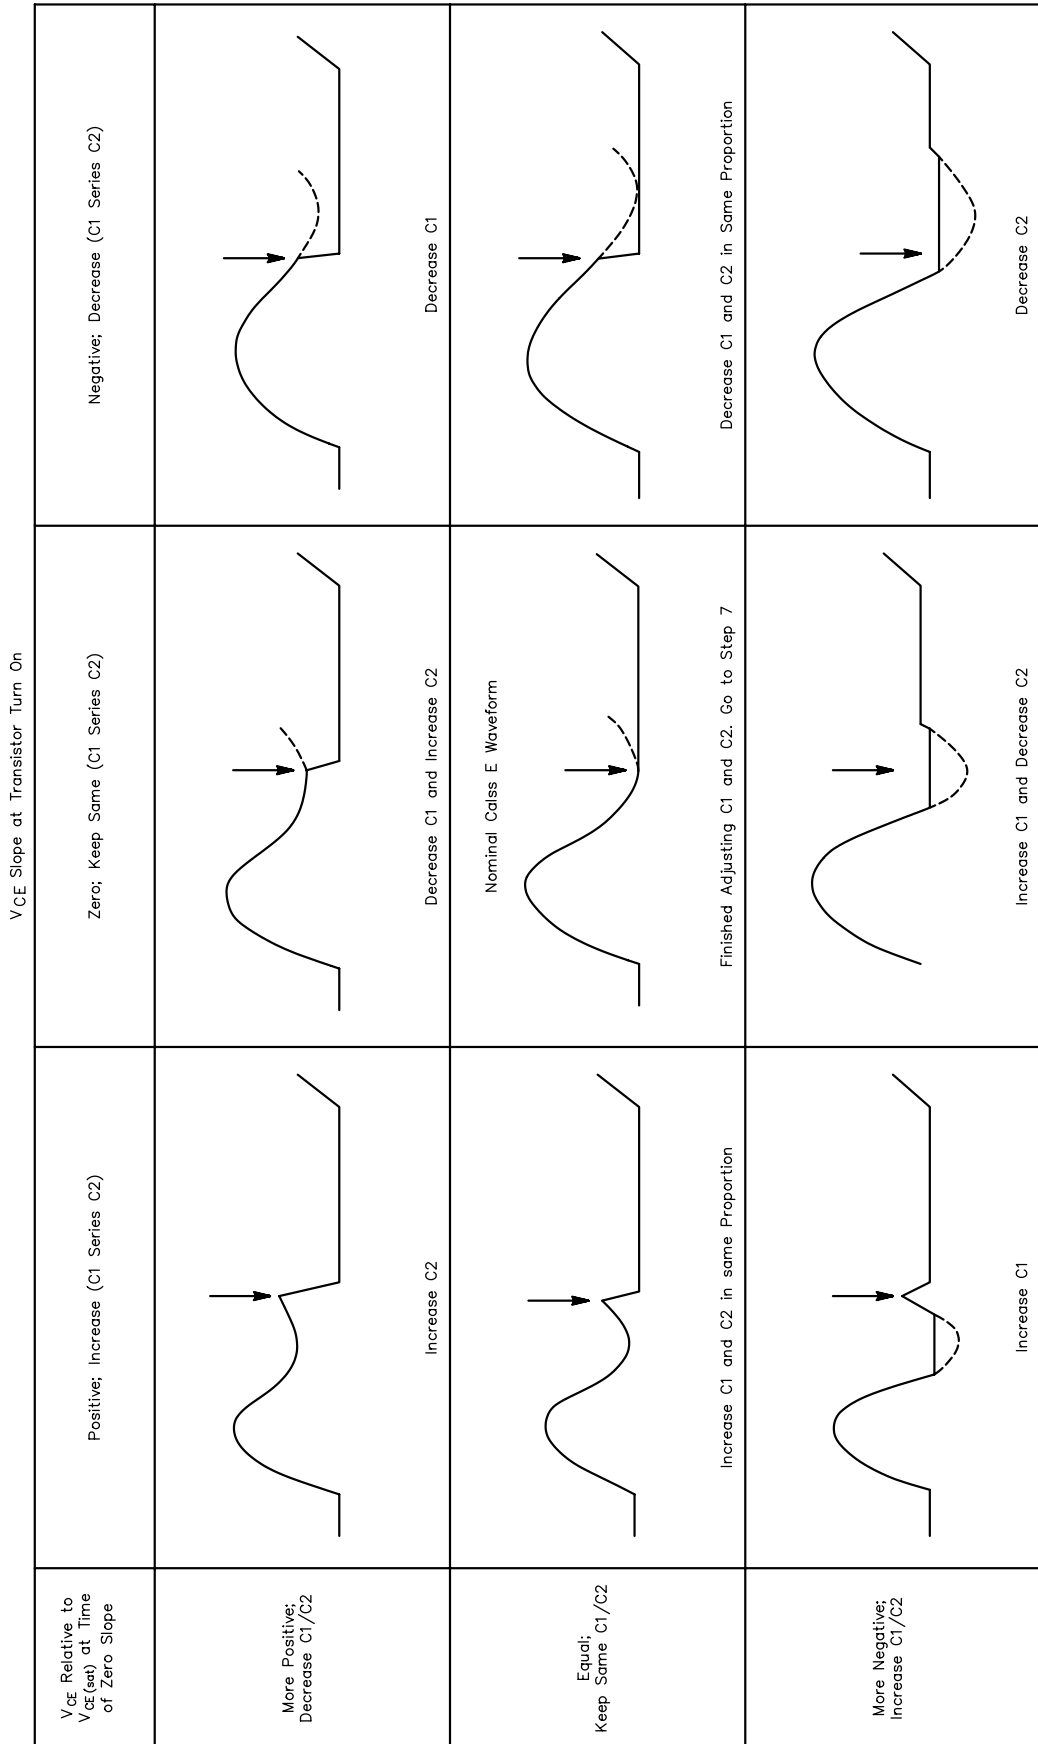 V CE Slope at Transistor Turn On
VCE Relative to
VCE(sat) at Time
of Zero Slope
Positive; Increase (C1 Series C2)
Zero; Keep Same (C1 Series C2)
Negative; Decrease (C1 Series C2)
More Positive;
Decrease C1/C2
Increase C2
Decrease C1 and Increase C2
Decrease C1
Equal;
Keep Same C1/C2
Increase C1 and C2 in same Proportion
Nominal Calss E Waveform
Finished Adjusting C1 and C2. Go to Step 7
Decrease C1 and C2 in Same Proportion
More Negative;
Increase C1/C2
Increase C1
Increase C1 and Decrease C2
Decrease C2